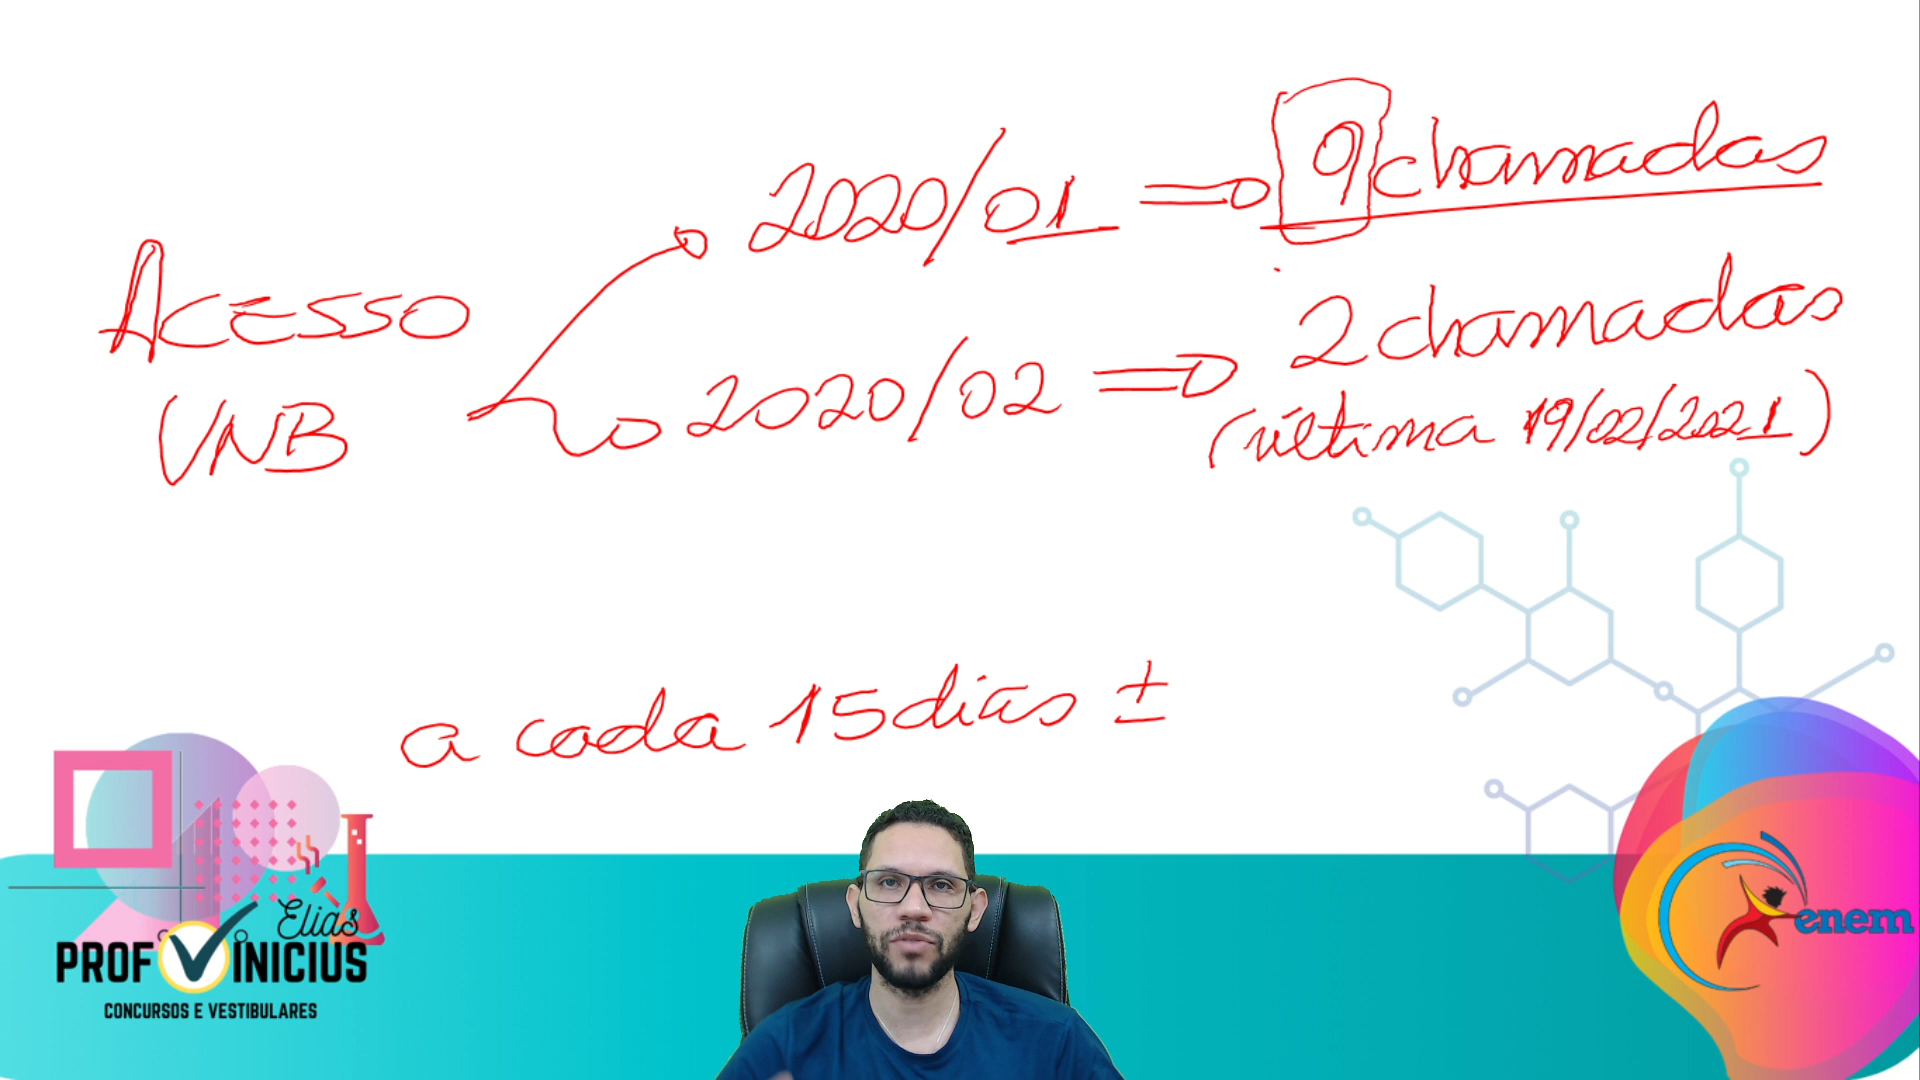 ACESSO
UNB
2020/01 => 9 chamadas
2020/02 => 2 chamadas
(última 19/02/2021)
a cada 15 dias ±
Elias
PROF VINICIUS
CONCURSOS E VESTIBULARES
enem